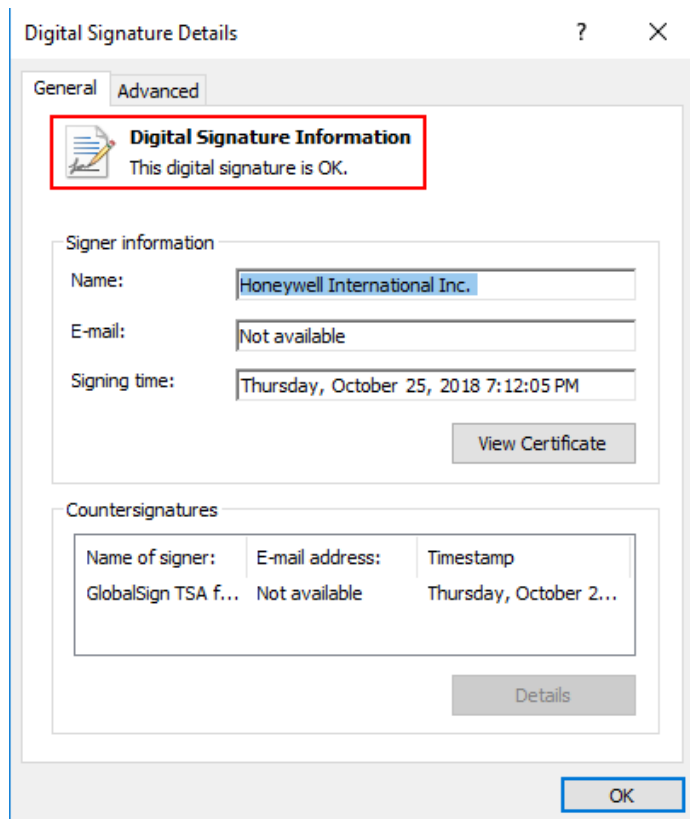 Digital Signature Details
General Advanced
Digital Signature Information
This digital signature is OK.
Signer information
Name: Honeywell International Inc.
E-mail: Not available
Signing time: Thursday, October 25, 2018 7:12:05 PM
View Certificate
Countersignatures
Name of signer: E-mail address: Timestamp
GlobalSign TSA f... Not available Thursday, October 2...
Details
OK